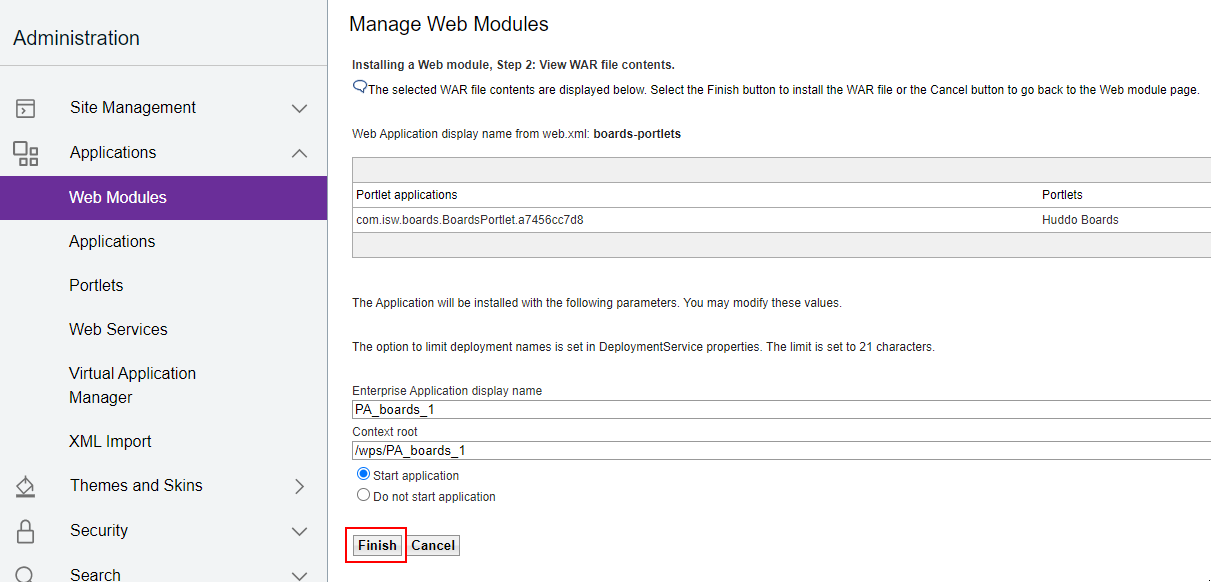 Administration
Site Management
Applications
Web Modules
Applications
Portlets
Web Services
Virtual Application
Manager
XML Import
Themes and Skins
Security
Search
Manage Web Modules
Installing a Web module, Step 2: View WAR file contents.
The selected WAR file contents are displayed below. Select the Finish button to install the WAR file or the Cancel button to go back to the Web module page.
Web Application display name from web.xml: boards-portlets
Portlet applications Portlets
com.isw.boards.BoardsPortlet.a7456cc7d8 Huddo Boards
The Application will be installed with the following parameters. You may modify these values.
The option to limit deployment names is set in DeploymentService properties. The limit is set to 21 characters.
Enterprise Application display name
PA_boards_1
Context root
/wps/PA_boards_1
Start application
Do not start application
Finish Cancel